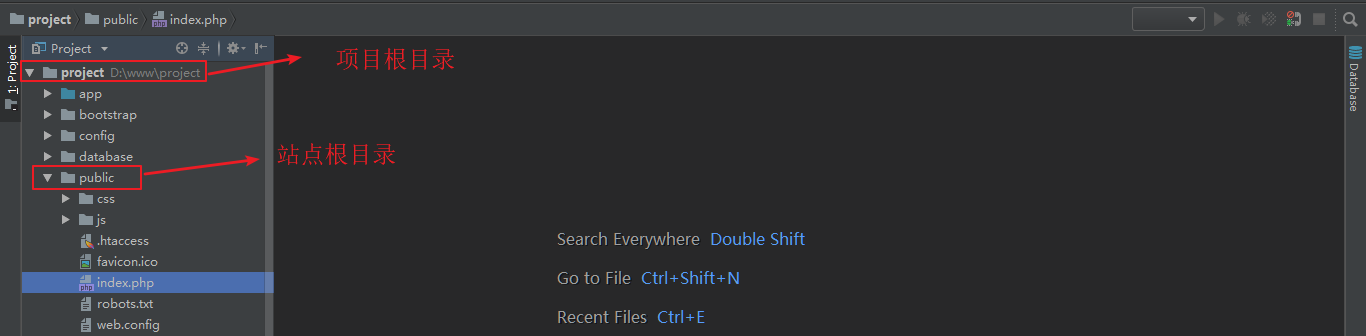 project public index.php
1: Project
Project
project D:\www\project
项目根目录
app
bootstrap
config
database
public
站点根目录
css
js
.htaccess
favicon.ico
index.php
robots.txt
web.config
Search Everywhere Double Shift
Go to File Ctrl+Shift+N
Recent Files Ctrl+E
Database